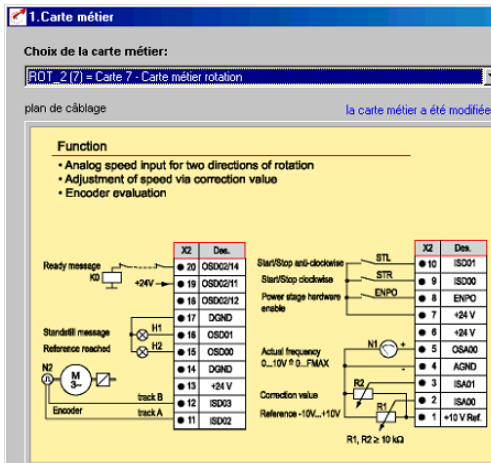 1.Carte métier
Choix de la carte métier:
ROT_2 (7) = Carte 7 - Carte métier rotation
plan de câblage
la carte métier a été modifiée
Function
• Analog speed input for two directions of rotation
• Adjustment of speed via correction value
• Encoder evaluation
X2 Des.
Ready message
K0
20 OSD02/14
+24V
19 OSD02/11
18 OSD02/12
17 DGND
Standstill message H1 16 OSD01
Reference reached H2 15 OSD00
N2
14 DGND
M
3~
13 +24 V
track B 12 ISD03
Encoder
track A 11 ISD02
X2 Des.
Start/Stop anti-clockwise STL 10 ISD01
Start/Stop clockwise STR 9 ISD00
Power stage hardware enable ENPO 8 ENPO
7 +24 V
6 +24 V
Actual frequency N1 + 5 OSA00
0...10V ≙ 0...FMAX - 4 AGND
R2 3 ISA01
Correction value
R1 2 ISA00
Reference -10V...+10V 1 +10 V Ref.
R1, R2 ≥ 10 kΩ